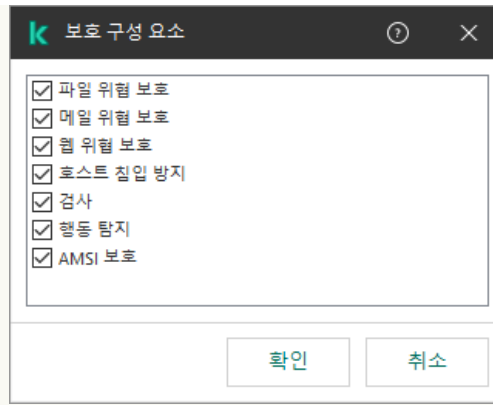 보호 구성 요소
파일 위협 보호
메일 위협 보호
웹 위협 보호
호스트 침입 방지
검사
행동 탐지
AMSI 보호
확인 취소